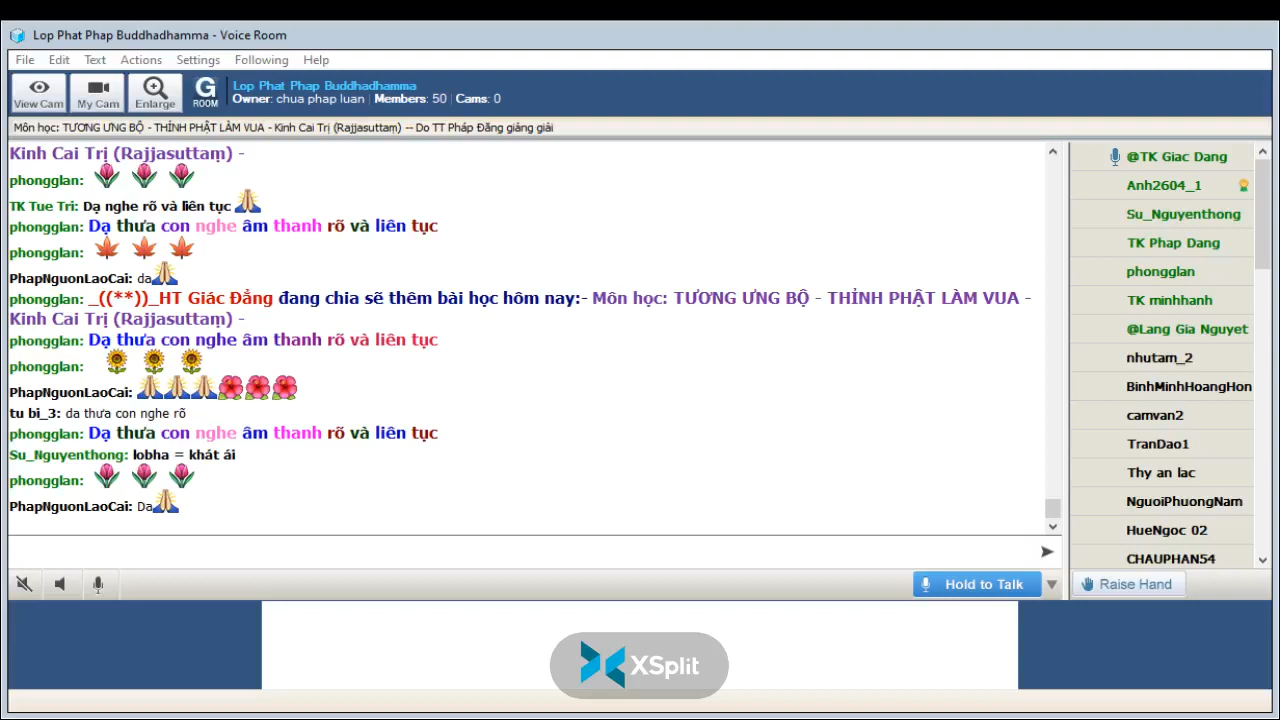 Lop Phat Phap Buddhadhamma - Voice Room
File Edit Text Actions Settings Following Help
View Cam My Cam Enlarge G ROOM
Lop Phat Phap Buddhadhamma
Owner: chua phap luan | Members: 50 | Cams: 0
Môn học: TƯƠNG ƯNG BỘ - THỈNH PHẬT LÀM VUA - Kinh Cai Trị (Rajjasuttaṃ) -- Do TT Pháp Đăng giảng giải
Kinh Cai Trị (Rajjasuttaṃ) -
phongglan:
TK Tue Tri: Dạ nghe rõ và liên tục
phongglan: Dạ thưa con nghe âm thanh rõ và liên tục
phongglan:
PhapNguonLaoCai: da
phongglan: _((**))_HT Giác Đẳng đang chia sẽ thêm bài học hôm nay:- Môn học: TƯƠNG ƯNG BỘ - THỈNH PHẬT LÀM VUA -
Kinh Cai Trị (Rajjasuttaṃ) -
phongglan: Dạ thưa con nghe âm thanh rõ và liên tục
phongglan:
PhapNguonLaoCai:
tu bi_3: da thưa con nghe rõ
phongglan: Dạ thưa con nghe âm thanh rõ và liên tục
Su_Nguyenthong: lobha = khát ái
phongglan:
PhapNguonLaoCai: Da
@TK Giac Dang
Anh2604_1
Su_Nguyenthong
TK Phap Dang
phongglan
TK minhhanh
@Lang Gia Nguyet
nhutam_2
BinhMinhHoangHon
camvan2
TranDao1
Thy an lac
NguoiPhuongNam
HueNgoc 02
CHAUPHAN54
Hold to Talk
Raise Hand
XSplit